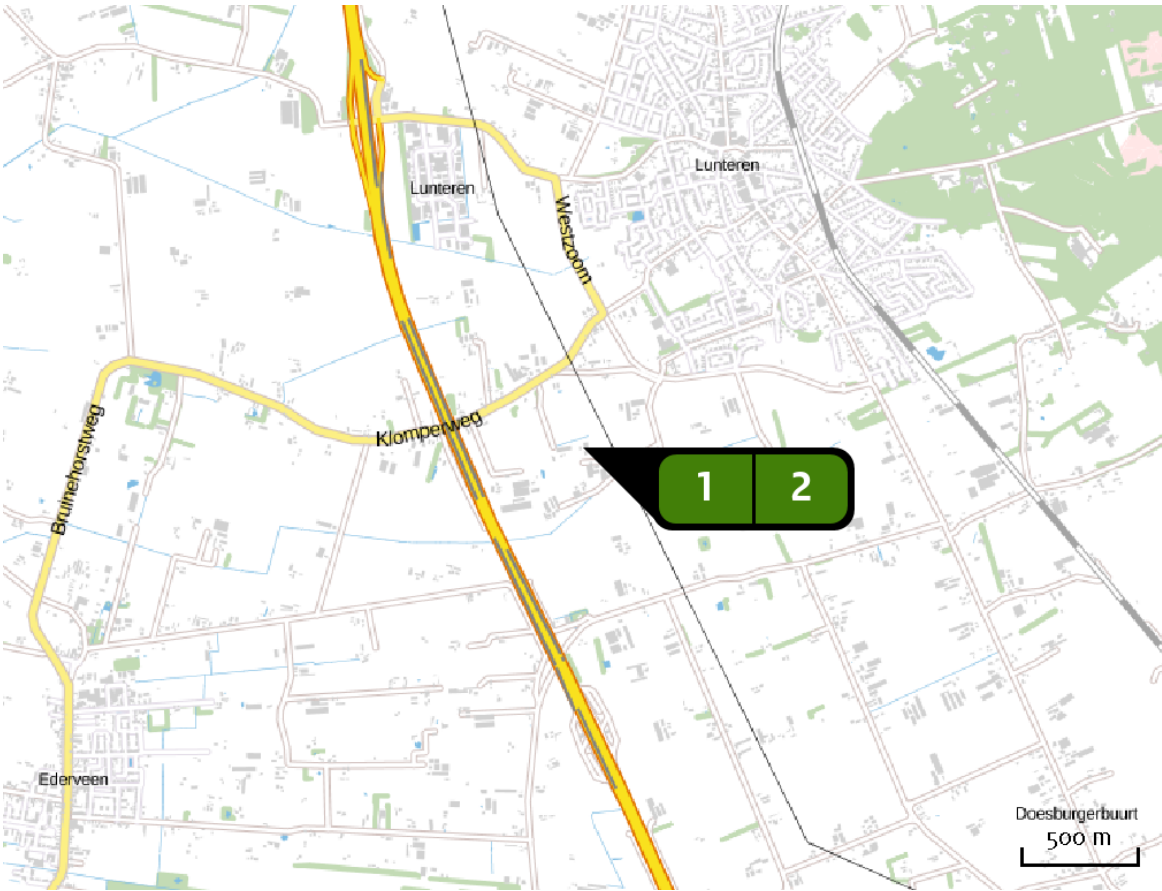 Lunteren
Lunteren
Westzoom
Klomperweg
Bruinehorstweg
1 2
Ederveen
Doesburgerbuurt
500 m